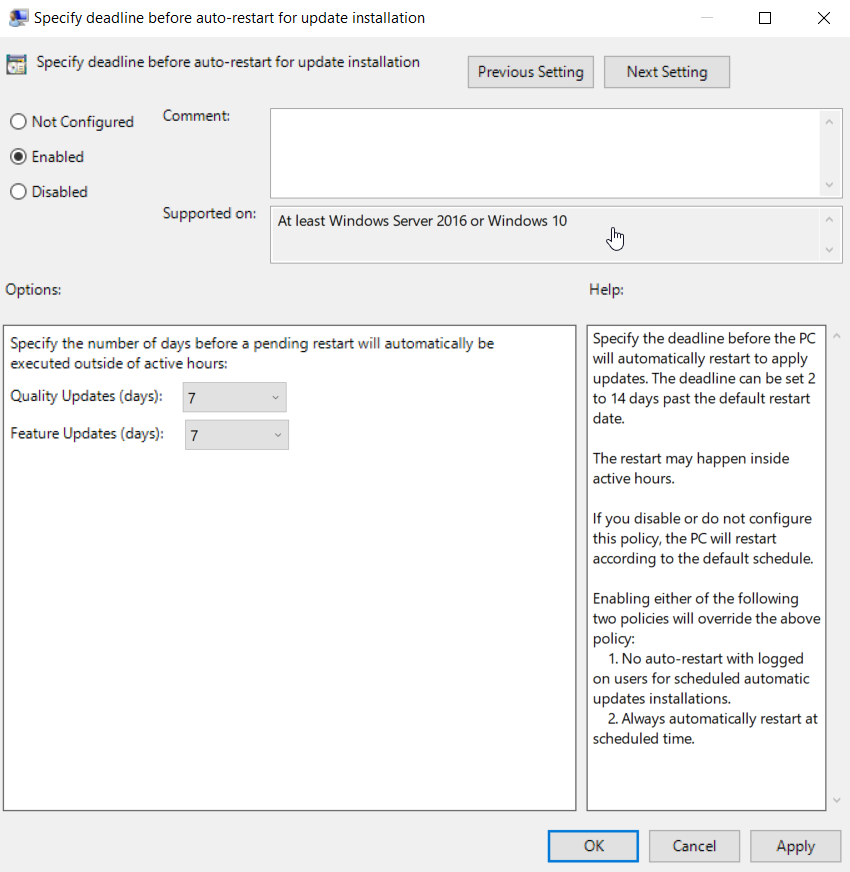 Specify deadline before auto-restart for update installation
Specify deadline before auto-restart for update installation
Previous Setting
Next Setting
Not Configured
Enabled
Disabled
Comment:
Supported on:
At least Windows Server 2016 or Windows 10
Options:
Help:
Specify the number of days before a pending restart will automatically be
executed outside of active hours:
Quality Updates (days):
7
Feature Updates (days):
7
Specify the deadline before the PC
will automatically restart to apply
updates. The deadline can be set 2
to 14 days past the default restart
date.
The restart may happen inside
active hours.
If you disable or do not configure
this policy, the PC will restart
according to the default schedule.
Enabling either of the following
two policies will override the above
policy:
1. No auto-restart with logged
on users for scheduled automatic
updates installations.
2. Always automatically restart at
scheduled time.
OK
Cancel
Apply